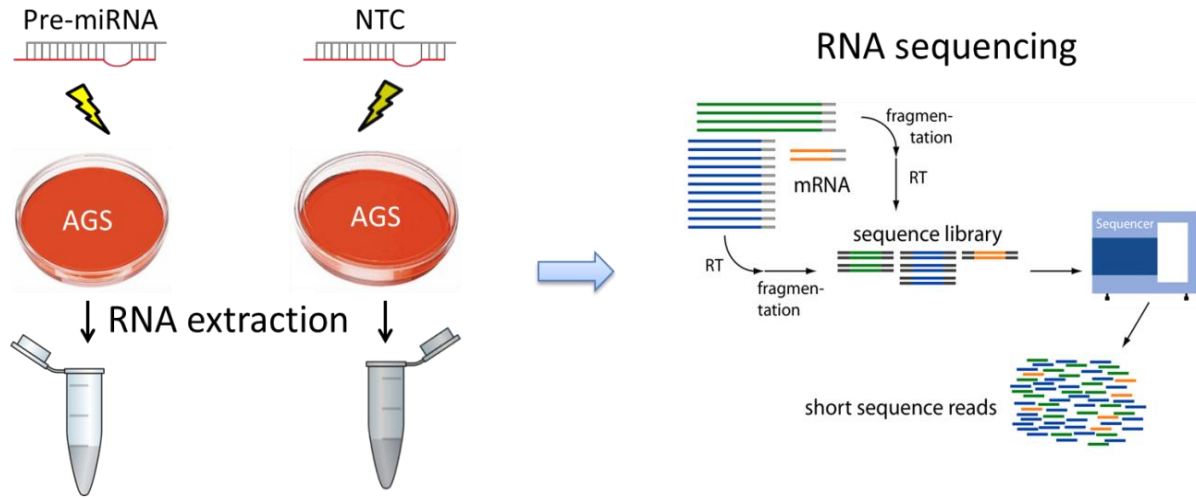 Pre-miRNA
NTC
AGS
AGS
RNA extraction
RNA sequencing
fragmen-
tation
RT
mRNA
sequence library
RT
fragmen-
tation
Sequencer
short sequence reads